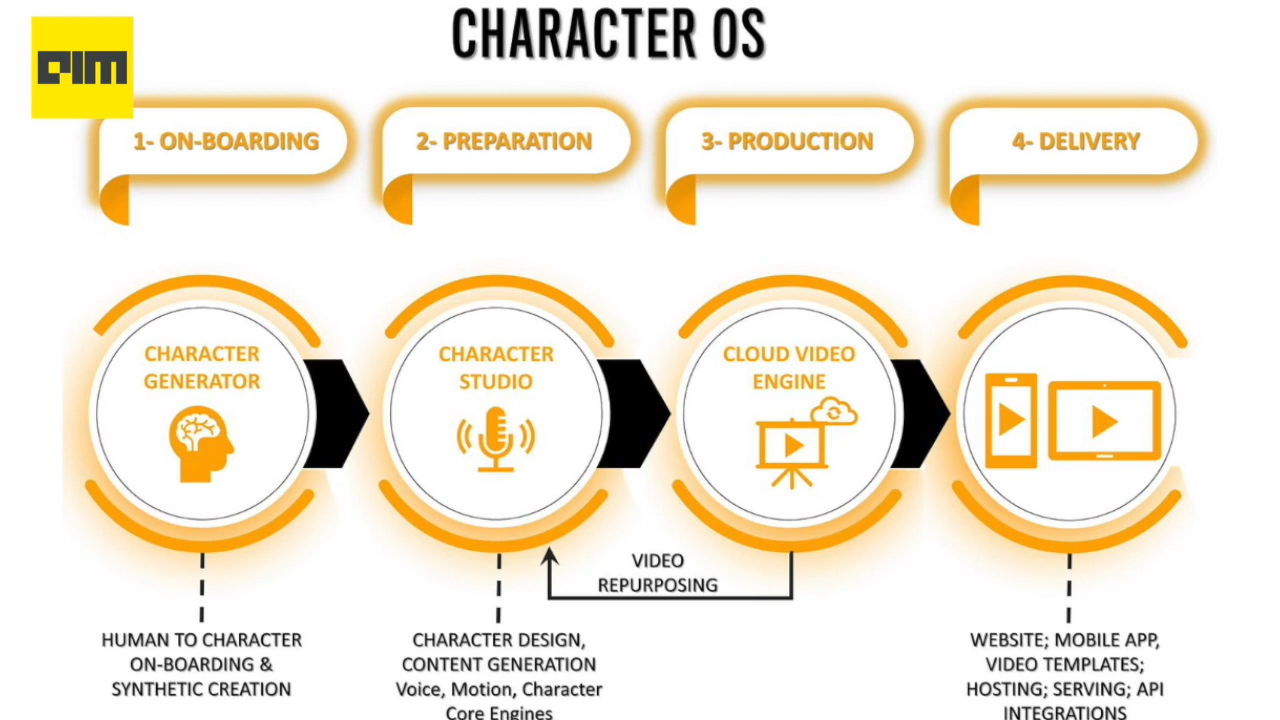 CHARACTER OS
AIM
1- ON-BOARDING
2- PREPARATION
3- PRODUCTION
4- DELIVERY
CHARACTER
GENERATOR
CHARACTER
STUDIO
CLOUD VIDEO
ENGINE
VIDEO
REPURPOSING
HUMAN TO CHARACTER
ON-BOARDING &
SYNTHETIC CREATION
CHARACTER DESIGN,
CONTENT GENERATION
Voice, Motion, Character
Core Engines
WEBSITE; MOBILE APP,
VIDEO TEMPLATES;
HOSTING; SERVING; API
INTEGRATIONS